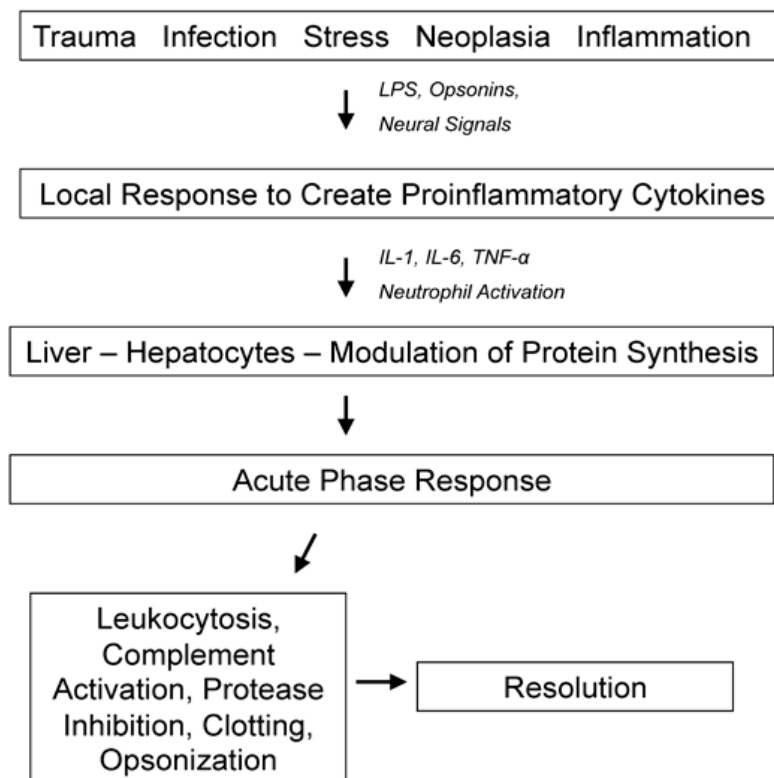 Trauma Infection Stress Neoplasia Inflammation
LPS, Opsonins,
Neural Signals
Local Response to Create Proinflammatory Cytokines
IL-1, IL-6, TNF-α
Neutrophil Activation
Liver – Hepatocytes – Modulation of Protein Synthesis
Acute Phase Response
Leukocytosis,
Complement
Activation, Protease
Inhibition, Clotting,
Opsonization
Resolution